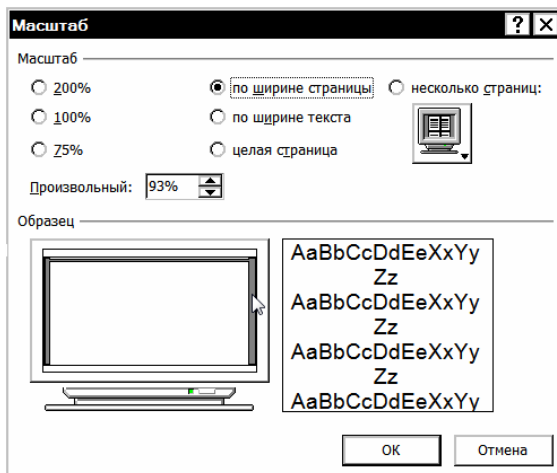 Масштаб
Масштаб
200% по ширине страницы несколько страниц:
100% по ширине текста
75% целая страница
Произвольный: 93%
Образец
AaBbCcDdEeXxYy
Zz
AaBbCcDdEeXxYy
Zz
AaBbCcDdEeXxYy
Zz
AaBbCcDdEeXxYy
ОК Отмена